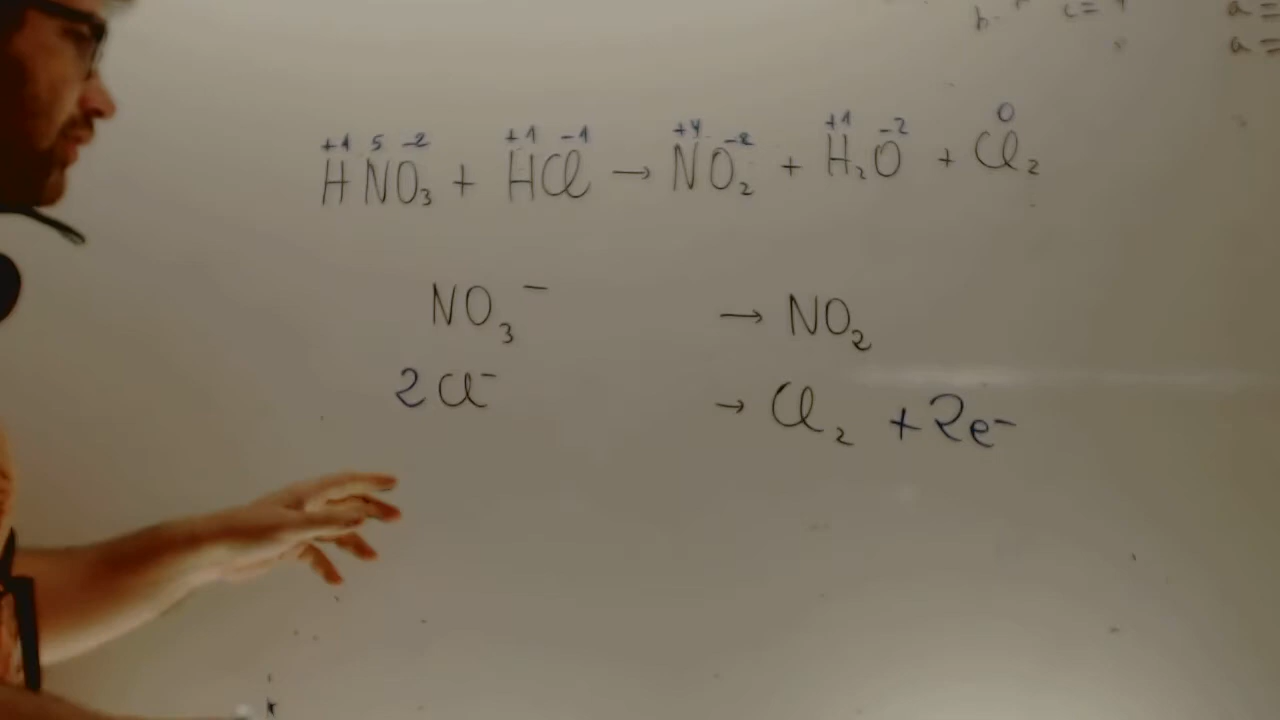 c=1 a=
a=
+1 5 -2 +1 -1 +4 -2 +1 -2 0
HNO₃ + HCl → NO₂ + H₂O + Cl₂
NO₃⁻ → NO₂
2Cl⁻ → Cl₂ + 2e⁻